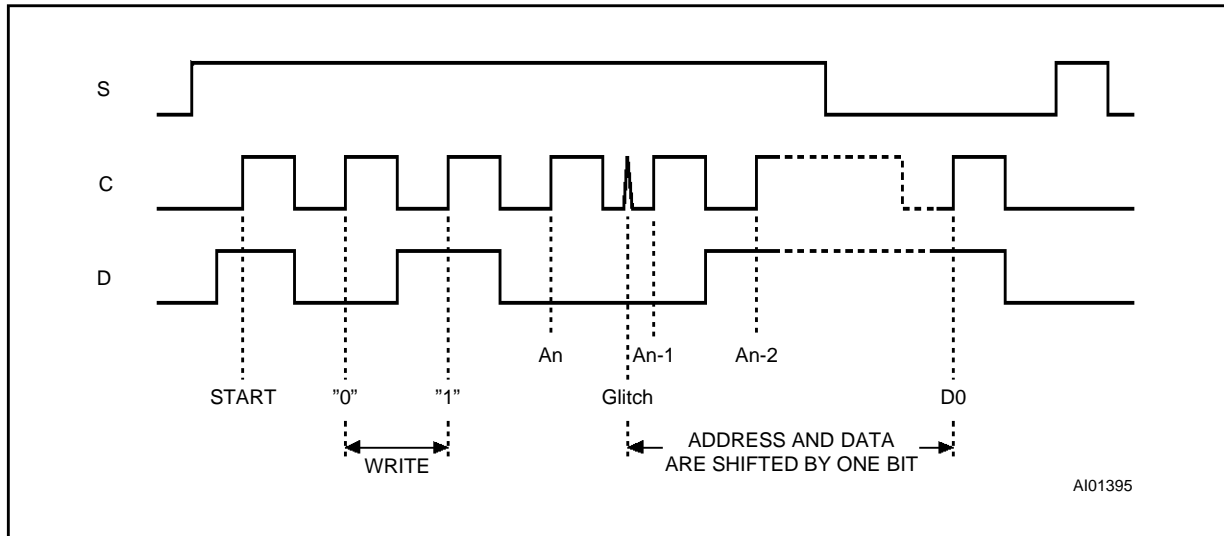 S
C
D
An An-1 An-2
START ”0” ”1” Glitch D0
WRITE
ADDRESS AND DATA
ARE SHIFTED BY ONE BIT
AI01395